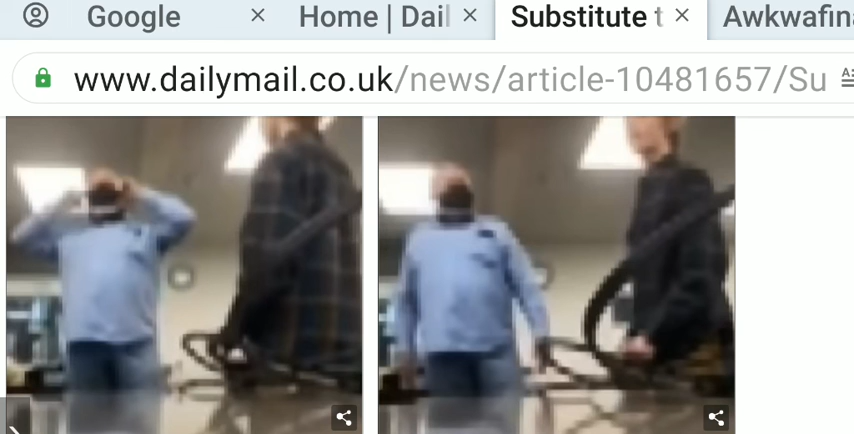 Google × Home | Dail × Substitute t × Awkwafina
www.dailymail.co.uk/news/article-10481657/Su